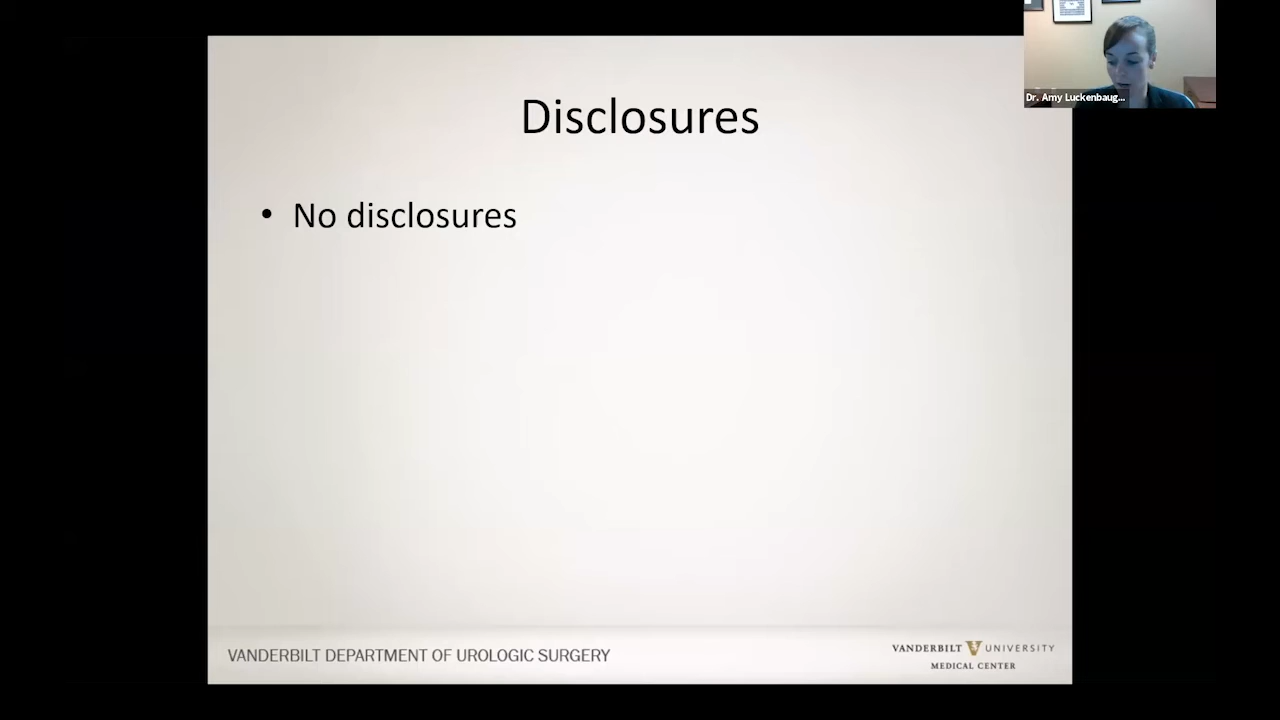 Disclosures
Dr. Amy Luckenbaug...
• No disclosures
VANDERBILT DEPARTMENT OF UROLOGIC SURGERY
VANDERBILT V UNIVERSITY
MEDICAL CENTER